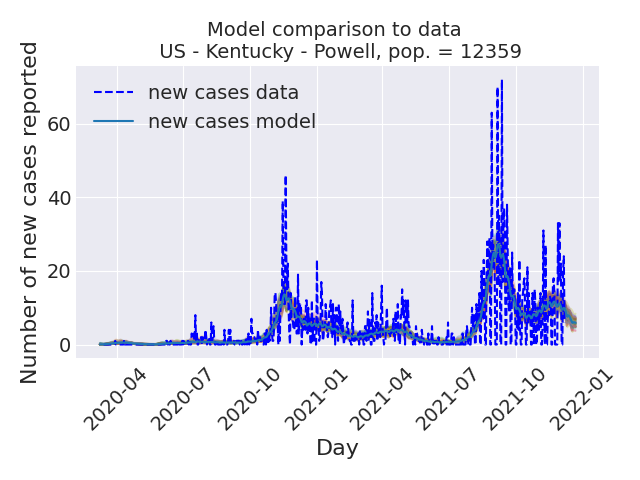 Model comparison to data
US - Kentucky - Powell, pop. = 12359
new cases data
new cases model
Number of new cases reported
60
40
20
0
2020-04
2020-07
2020-10
2021-01
2021-04
2021-07
2021-10
2022-01
Day